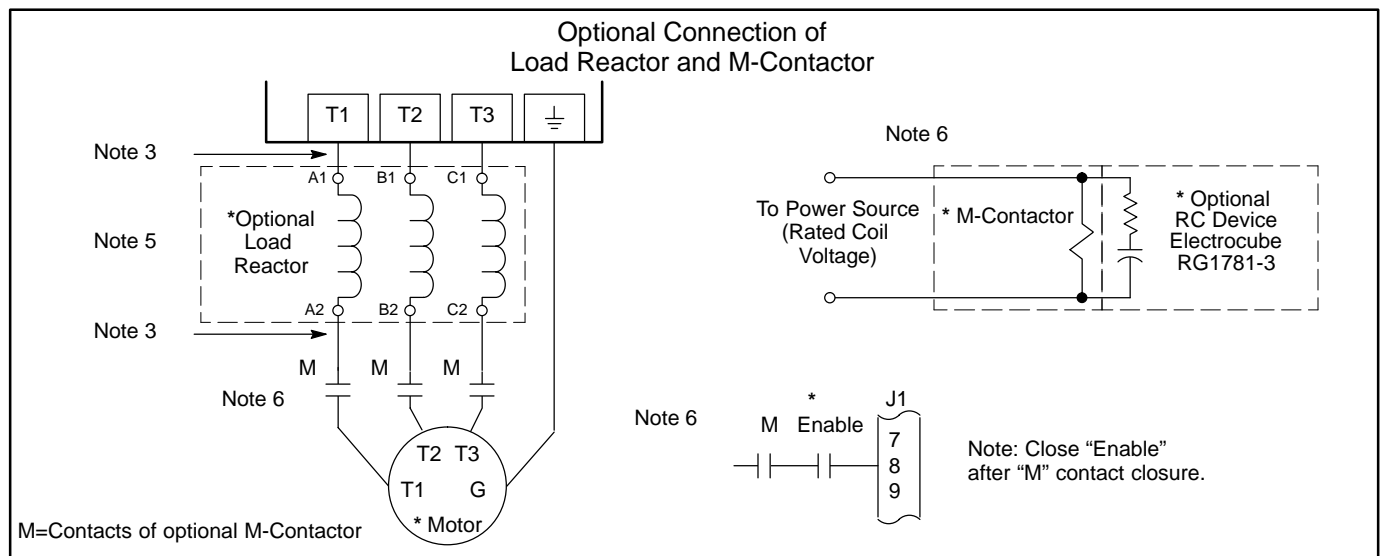 Optional Connection of
Load Reactor and M-Contactor
T1 T2 T3
Note 3
A1 B1 C1
*Optional
Load
Reactor
Note 5
A2 B2 C2
Note 3
M M M
Note 6
T2 T3
T1 G
* Motor
M=Contacts of optional M-Contactor
Note 6
To Power Source
(Rated Coil
Voltage)
* M-Contactor
* Optional
RC Device
Electrocube
RG1781-3
Note 6
*
M Enable
J1
7
8
9
Note: Close “Enable”
after “M” contact closure.